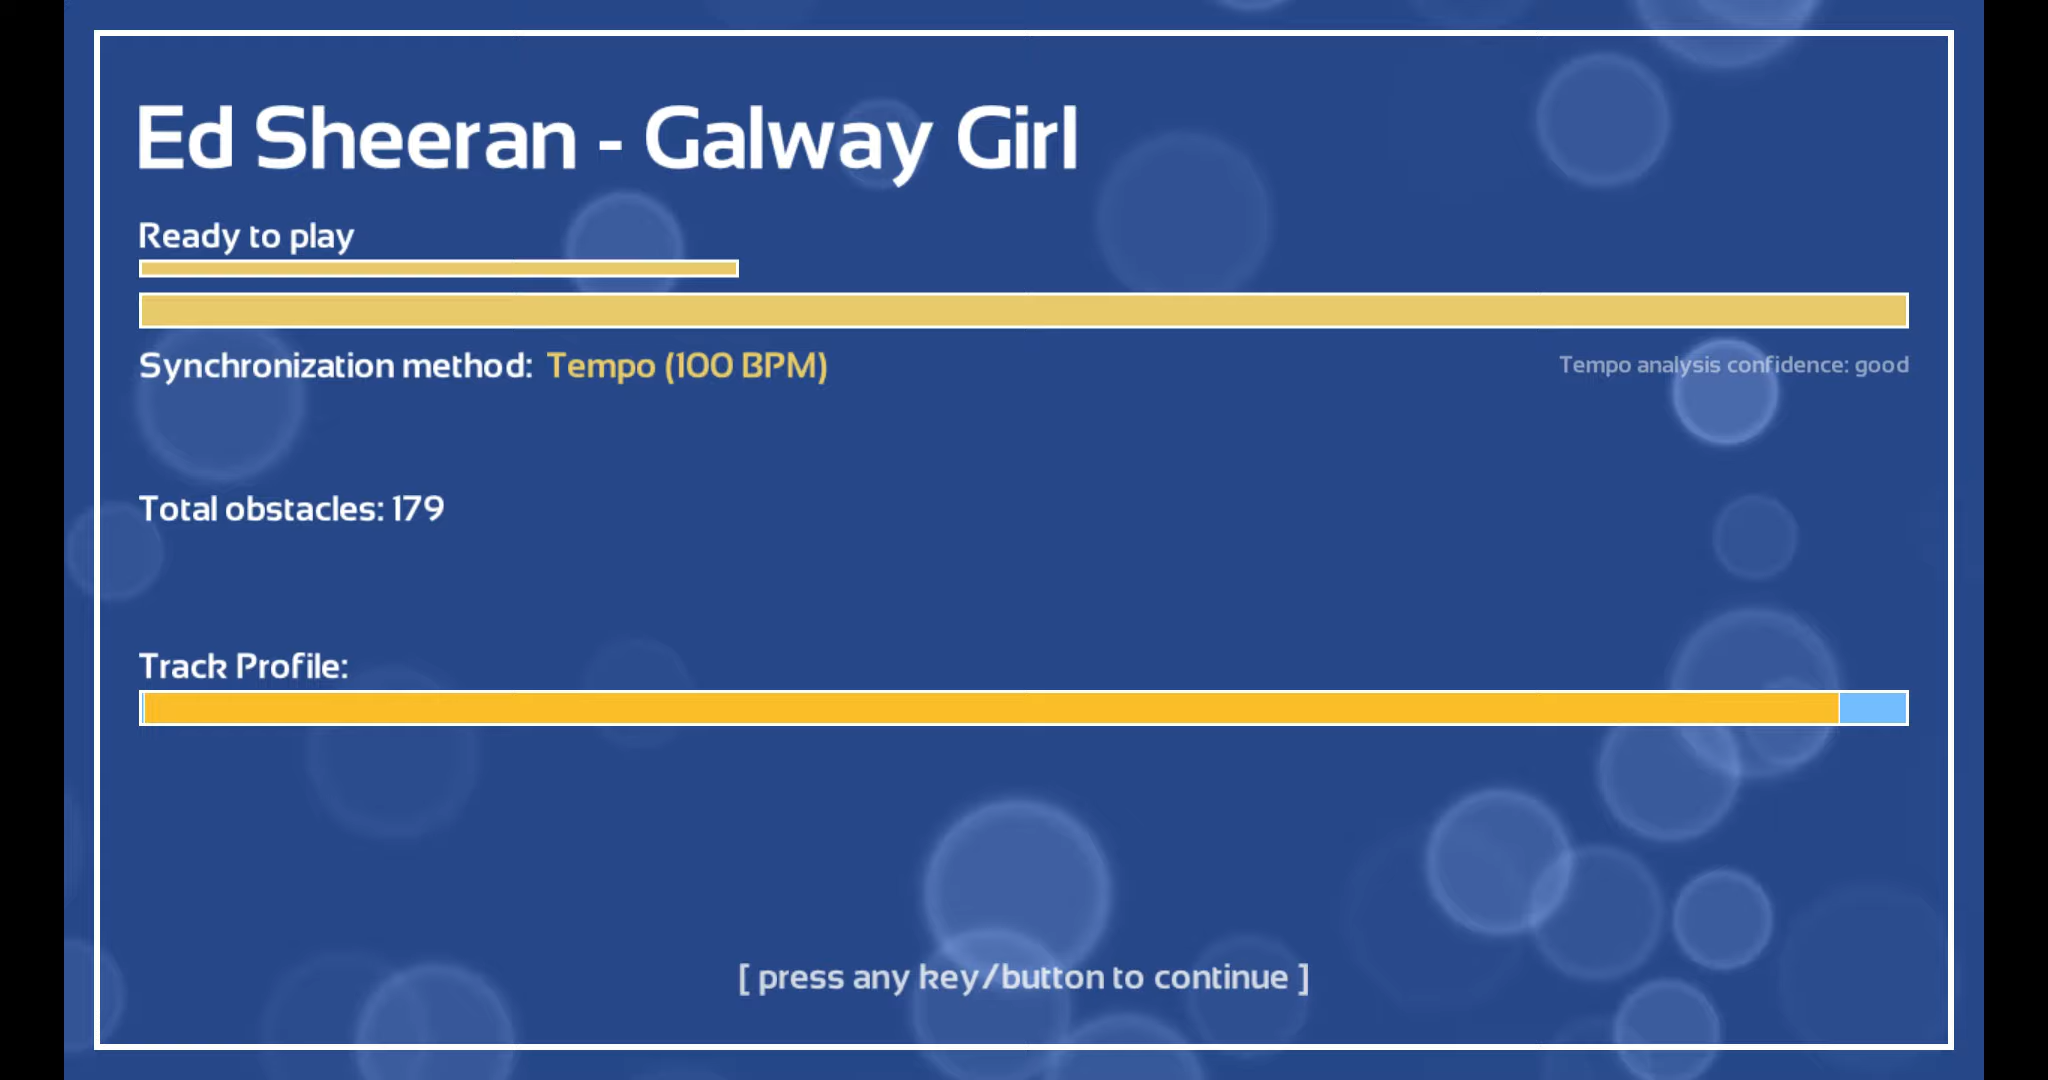 Ed Sheeran - Galway Girl
Ready to play
Synchronization method: Tempo (100 BPM)
Tempo analysis confidence: good
Total obstacles: 179
Track Profile:
[ press any key/button to continue ]